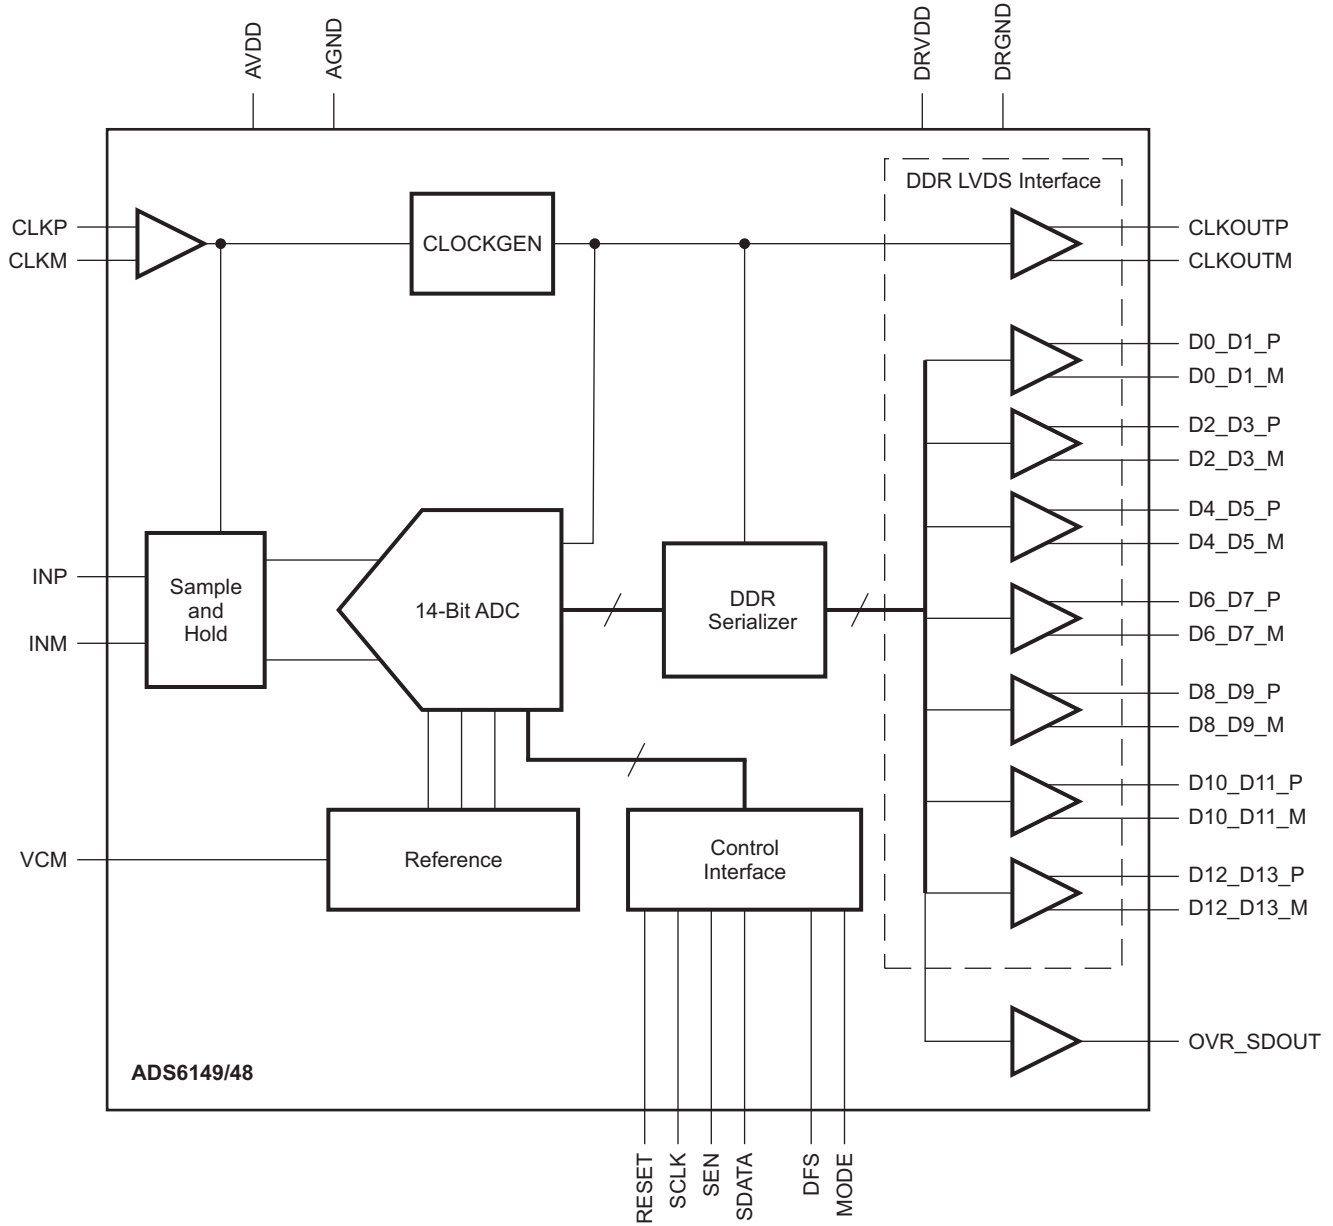 AVDD
AGND
DRVDD
DRGND
DDR LVDS Interface
CLKP
CLKM
CLOCKGEN
CLKOUTP
CLKOUTM
D0_D1_P
D0_D1_M
D2_D3_P
D2_D3_M
D4_D5_P
D4_D5_M
INP
INM
Sample
and
Hold
14-Bit ADC
DDR
Serializer
D6_D7_P
D6_D7_M
D8_D9_P
D8_D9_M
D10_D11_P
D10_D11_M
VCM
Reference
Control
Interface
D12_D13_P
D12_D13_M
OVR_SDOUT
ADS6149/48
RESET
SCLK
SEN
SDATA
DFS
MODE